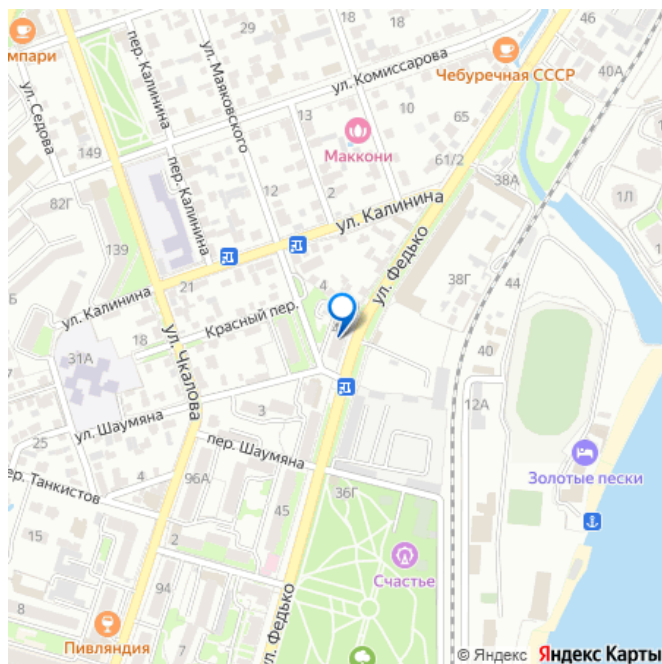 мпари
29
18
18
46
пер. Калинина
ул. Маяковского
ул. Комиссарова
Чебуречная СССР
40А
ул. Седова
13
10
65
149
Маккони
61/2
пер. Калинина
12
2
38А
82Г
1Л
139
ул. Калинина
ул. Федько
4
38Г
44
Б
21
ул. Калинина
Красный пер.
18
31А
ул. Чкалова
40
12А
3
ул. Шаумяна
25
пер. Шаумяна
4
96А
ер. Танкистов
36Г
Золотые пески
45
15
2
Счастье
94
8
ул. Федько
Пивляндия
17
5
© Яндекс Яндекс Карты